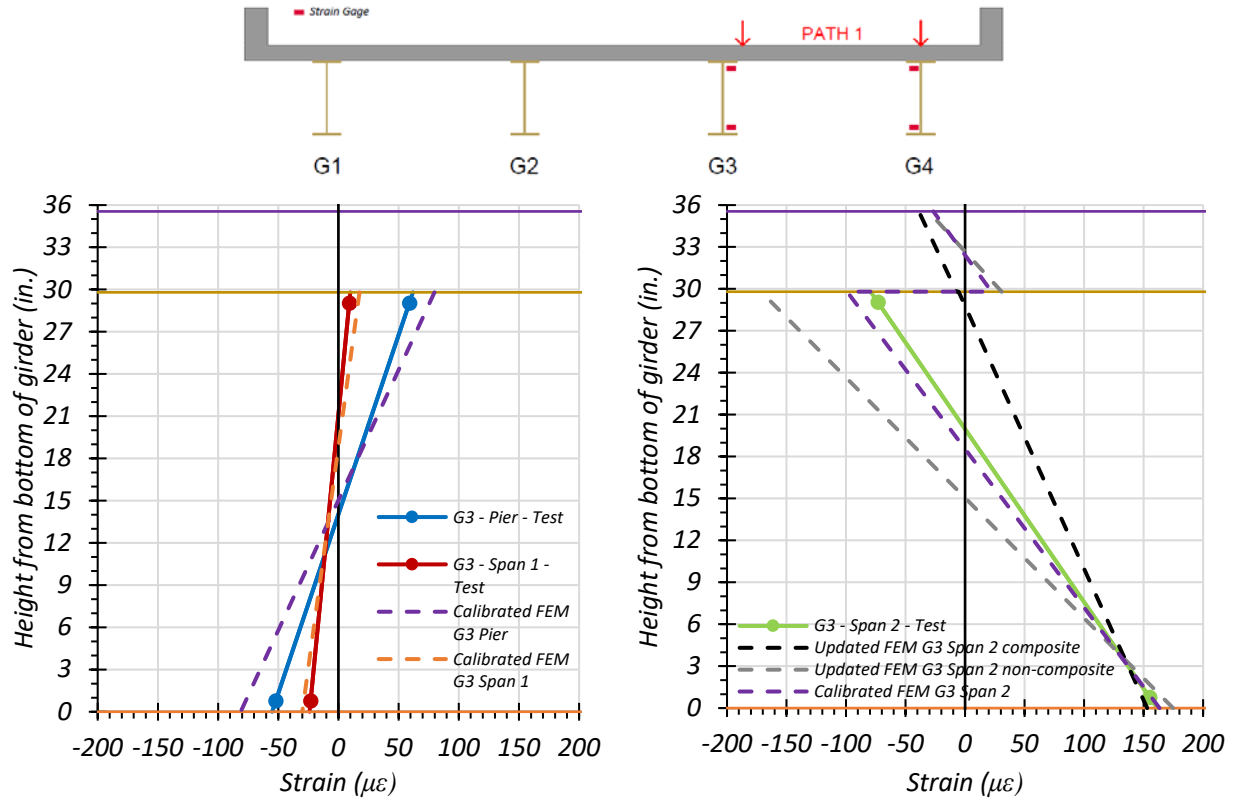 Strain Gage
PATH 1
G1
G2
G3
G4
Height from bottom of girder (in.)
36
33
30
27
24
21
18
15
12
9
6
3
0
-200 -150 -100 -50 0 50 100 150 200
Strain (με)
G3 - Pier - Test
G3 - Span 1 -
Test
Calibrated FEM
G3 Pier
Calibrated FEM
G3 Span 1
Height from bottom of girder (in.)
36
33
30
27
24
21
18
15
12
9
6
3
0
-200 -150 -100 -50 0 50 100 150 200
Strain (με)
G3 - Span 2 - Test
Updated FEM G3 Span 2 composite
Updated FEM G3 Span 2 non-composite
Calibrated FEM G3 Span 2